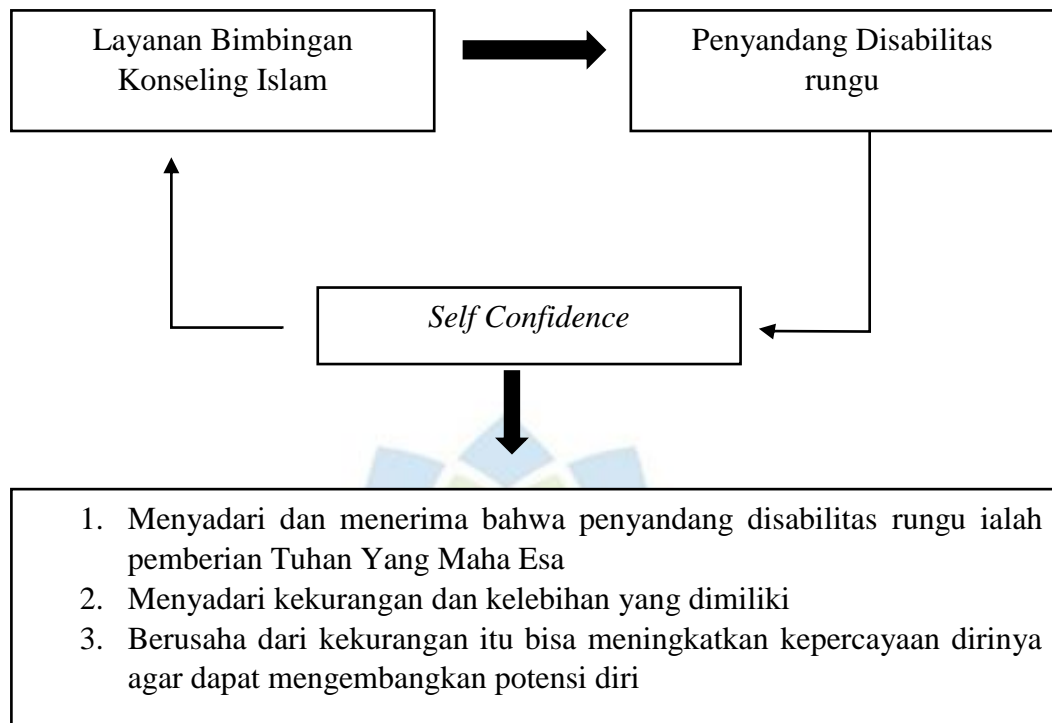 Layanan Bimbingan
Konseling Islam
Penyandang Disabilitas
rungu
Self Confidence
1. Menyadari dan menerima bahwa penyandang disabilitas rungu ialah
pemberian Tuhan Yang Maha Esa
2. Menyadari kekurangan dan kelebihan yang dimiliki
3. Berusaha dari kekurangan itu bisa meningkatkan kepercayaan dirinya
agar dapat mengembangkan potensi diri